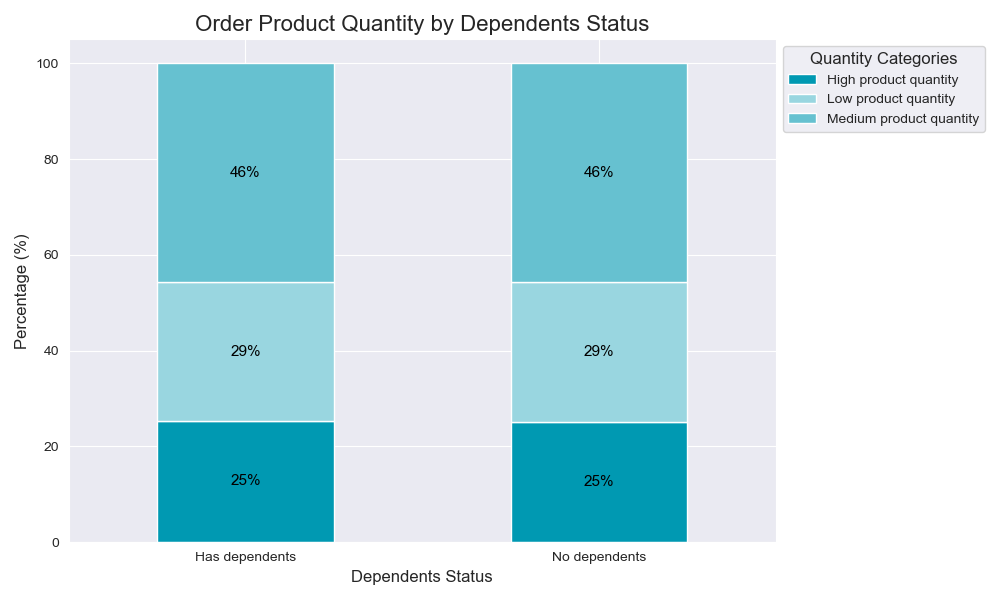 Order Product Quantity by Dependents Status
Quantity Categories
High product quantity
Low product quantity
Medium product quantity
Percentage (%)
100
80
60
40
20
0
46%
46%
29%
29%
25%
25%
Has dependents
No dependents
Dependents Status